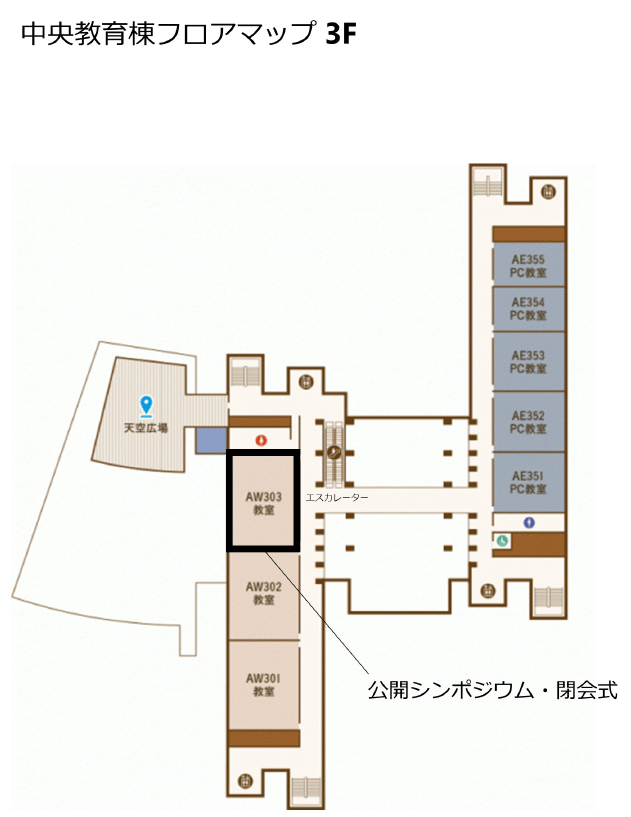 中央教育棟フロアマップ 3F
AE355
PC教室
AE354
PC教室
AE353
PC教室
AE352
PC教室
AE351
PC教室
天空広場
AW303
教室
エスカレーター
AW302
教室
AW301
教室
公開シンポジウム・閉会式